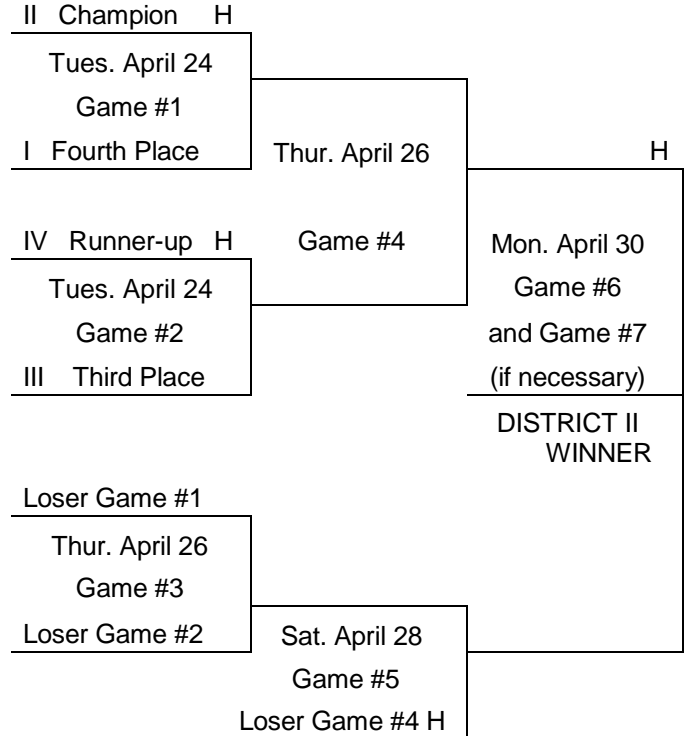 II Champion H
Tues. April 24
Game #1
I Fourth Place
Thur. April 26
H
IV Runner-up H
Game #4
Mon. April 30
Tues. April 24
Game #6
Game #2
and Game #7
III Third Place
(if necessary)
DISTRICT II
WINNER
Loser Game #1
Thur. April 26
Game #3
Loser Game #2
Sat. April 28
Game #5
Loser Game #4 H